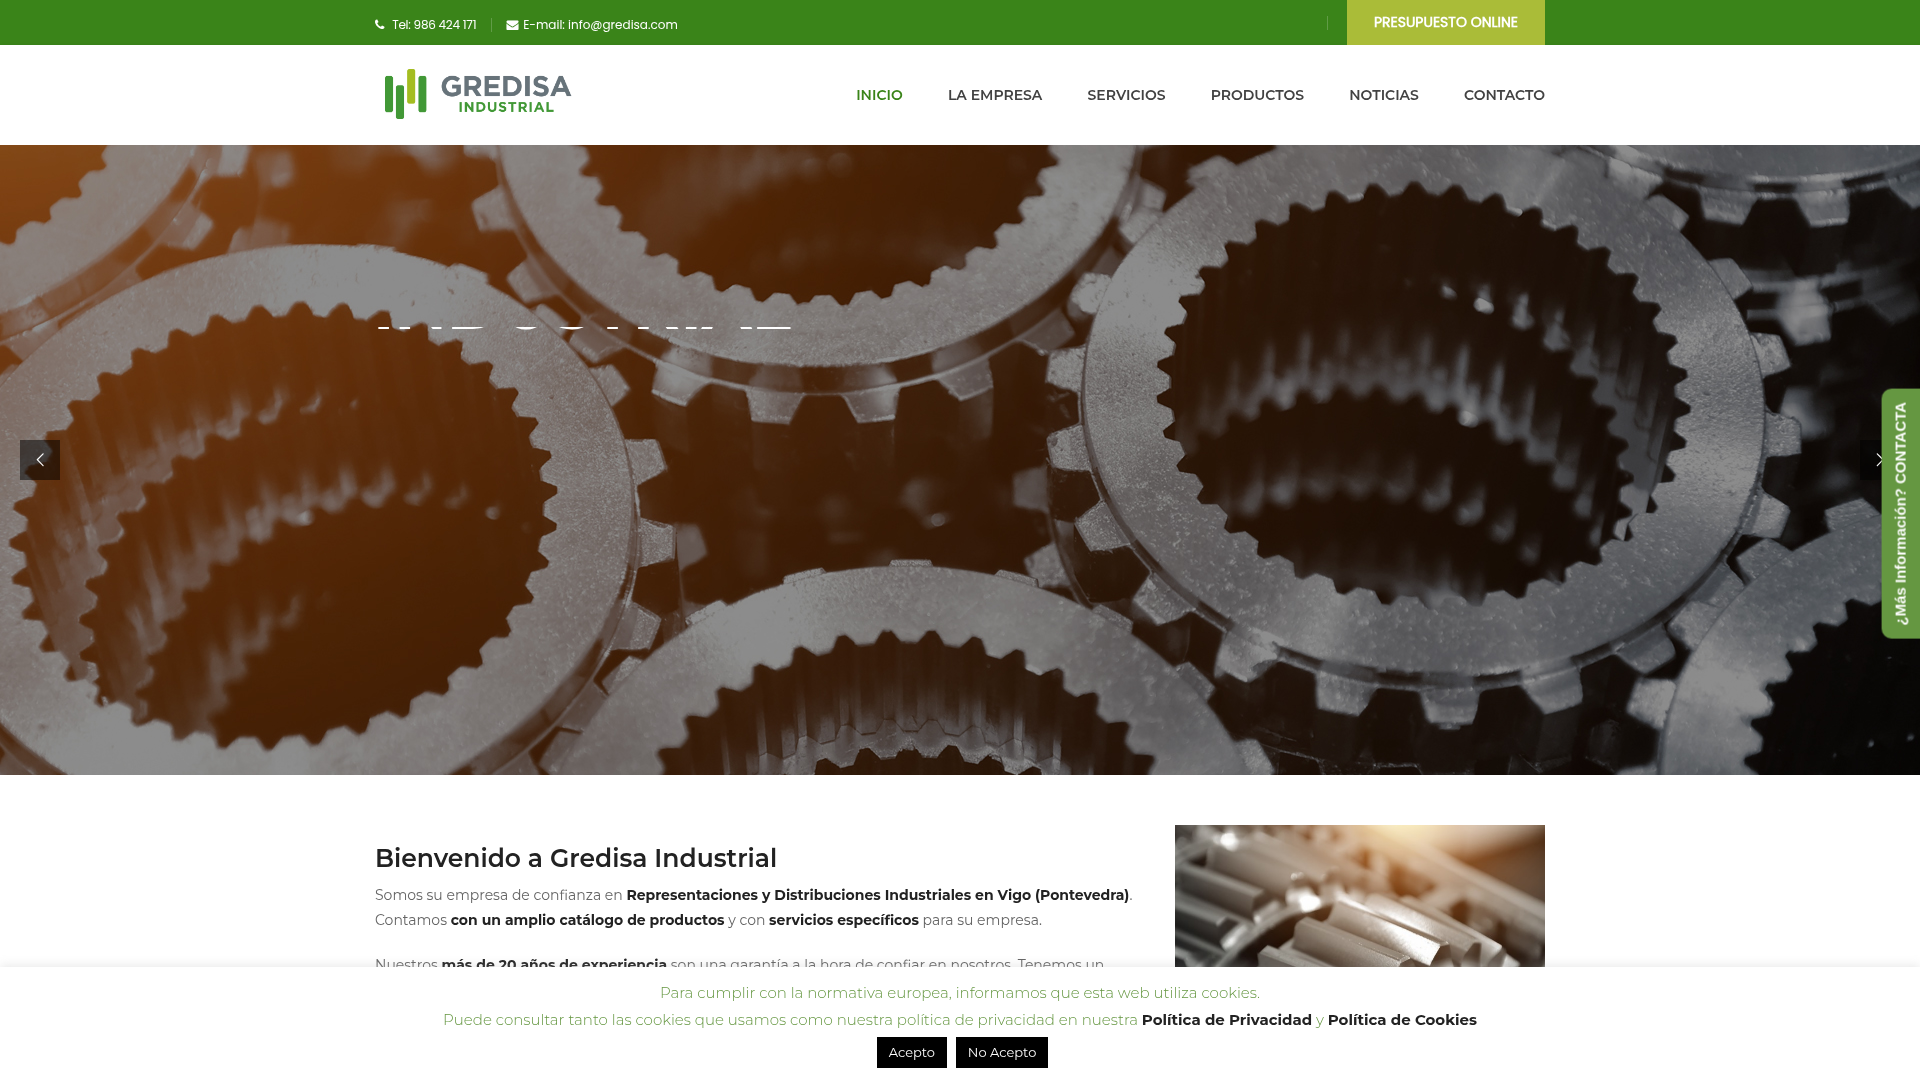 Tel: 986 424 171
E-mail: info@gredisa.com
PRESUPUESTO ONLINE
GREDISA
INDUSTRIAL
INICIO
LA EMPRESA
SERVICIOS
PRODUCTOS
NOTICIAS
CONTACTO
¿Más Información? CONTACTA
Bienvenido a Gredisa Industrial
Somos su empresa de confianza en Representaciones y Distribuciones Industriales en Vigo (Pontevedra).
Contamos con un amplio catálogo de productos y con servicios específicos para su empresa.
Nuestros más de 20 años de experiencia son una garantía a la hora de confiar en nosotros. Tenemos un
Para cumplir con la normativa europea, informamos que esta web utiliza cookies.
Puede consultar tanto las cookies que usamos como nuestra política de privacidad en nuestra Política de Privacidad y Política de Cookies
Acepto
No Acepto